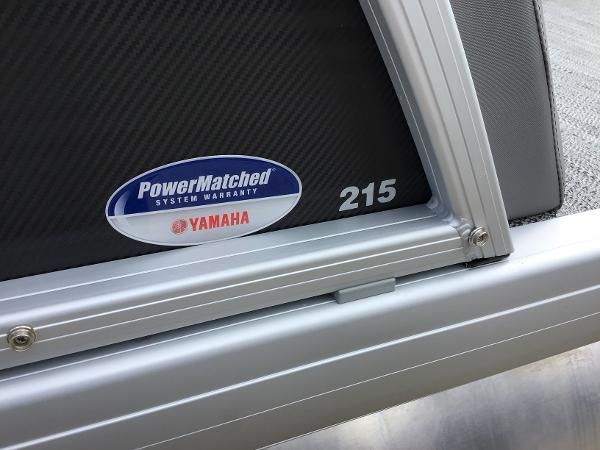 PowerMatched
SYSTEM WARRANTY
YAMAHA
215